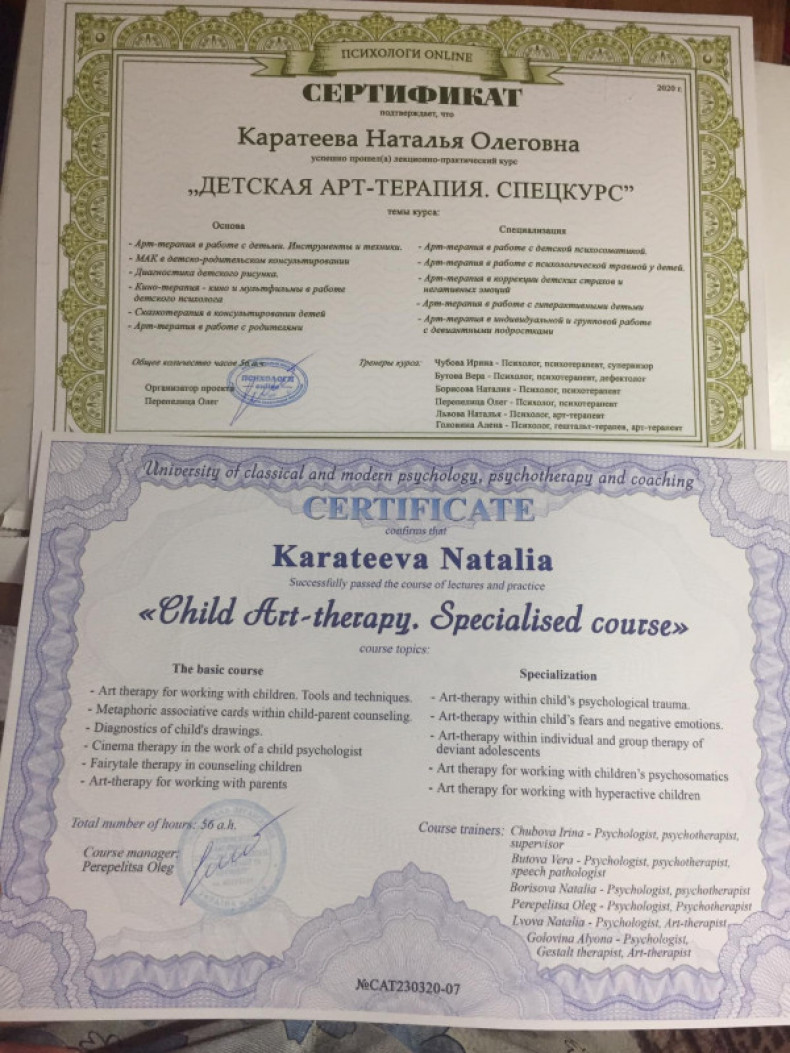 ПСИХОЛОГИ ONLINE
2020 г.
СЕРТИФИКАТ
подтверждает, что
Каратеева Наталья Олеговна
успешно прошел(а) лекционно-практический курс
„ДЕТСКАЯ АРТ-ТЕРАПИЯ. СПЕЦКУРС”
темы курса:
Основа
- Арт-терапия в работе с детьми. Инструменты и техники.
- МАК в детско-родительском консультировании
- Диагностика детского рисунка.
- Кино-терапия - кино и мультфильмы в работе
детского психолога
- Сказкотерапия в консультировании детей
- Арт-терапия в работе с родителями
Специализация
- Арт-терапия в работе с детской психосоматикой.
- Арт-терапия в работе с психологической травмой у детей.
- Арт-терапия в коррекции детских страхов и
негативных эмоций
- Арт-терапия в работе с гиперактивными детьми
- Арт-терапия в индивидуальной и групповой работе
с девиантными подростками
Общее количество часов 56 а.ч.
Организатор проекта
Перепелица Олег
ПСИХОЛОГИ
Тренеры курса:
Чубова Ирина - Психолог, психотерапевт, супервизор
Бутова Вера - Психолог, психотерапевт, дефектолог
Борисова Наталия - Психолог, психотерапевт
Перепелица Олег - Психолог, психотерапевт
Львова Наталья - Психолог, арт-терапевт
Головина Алена - Психолог, гештальт-терапев, арт-терапевт
University of classical and modern psychology, psychotherapy and coaching
CERTIFICATE
confirms that
Karateeva Natalia
Successfully passed the course of lectures and practice
«Child Art-therapy. Specialised course»
course topics:
The basic course
- Art therapy for working with children. Tools and techniques.
- Metaphoric associative cards within child-parent counseling.
- Diagnostics of child's drawings.
- Cinema therapy in the work of a child psychologist
- Fairytale therapy in counseling children
- Art-therapy for working with parents
Specialization
- Art-therapy within child's psychological trauma.
- Art-therapy within child's fears and negative emotions.
- Art-therapy within individual and group therapy of
deviant adolescents
- Art therapy for working with children's psychosomatics
- Art therapy for working with hyperactive children
Total number of hours: 56 a.h.
Course manager:
Perepelitsa Oleg
Course trainers:
Chubova Irina - Psychologist, psychotherapist,
supervisor
Butova Vera - Psychologist, psychotherapist,
speech pathologist
Borisova Natalia - Psychologist, psychotherapist
Perepelitsa Oleg - Psychologist, Psychotherapist
Lvova Natalia - Psychologist, Art-therapist
Golovina Alyona - Psychologist,
Gestalt therapist, Art-therapist
№CAT230320-07